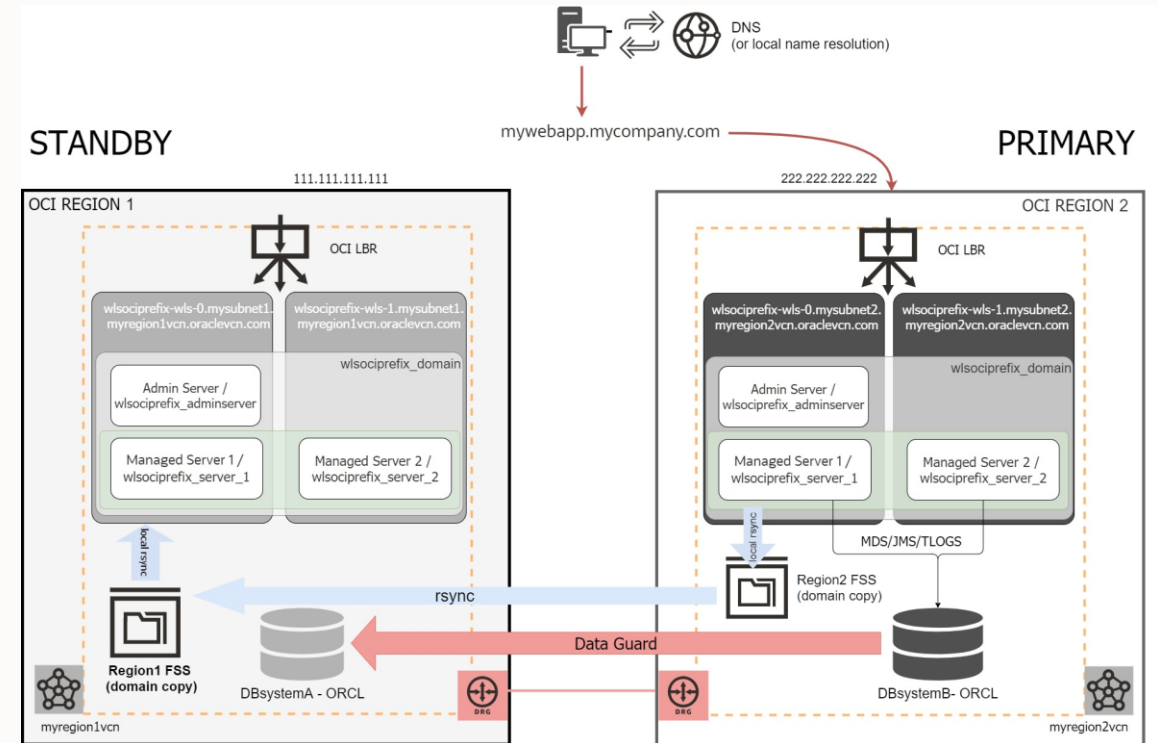 DNS
(or local name resolution)
mywebapp.mycompany.com
STANDBY
PRIMARY
111.111.111.111
222.222.222.222
OCI REGION 1
OCI LBR
wlsociprefix-wls-0.mysubnet1.
myregion1vcn.oraclevcn.com
wlsociprefix-wls-1.mysubnet1.
myregion1vcn.oraclevcn.com
wlsociprefix_domain
Admin Server /
wlsociprefix_adminserver
Managed Server 1 /
wlsociprefix_server_1
Managed Server 2 /
wlsociprefix_server_2
local rsync
Region1 FSS
(domain copy)
DBsystemA - ORCL
DRG
myregion1vcn
rsync
Data Guard
OCI REGION 2
OCI LBR
wlsociprefix-wls-0.mysubnet2.
myregion2vcn.oraclevcn.com
wlsociprefix-wls-1.mysubnet2.
myregion2vcn.oraclevcn.com
wlsociprefix_domain
Admin Server /
wlsociprefix_adminserver
Managed Server 1 /
wlsociprefix_server_1
Managed Server 2 /
wlsociprefix_server_2
local rsync
MDS/JMS/TLOGS
Region2 FSS
(domain copy)
DBsystemB- ORCL
DRG
myregion2vcn